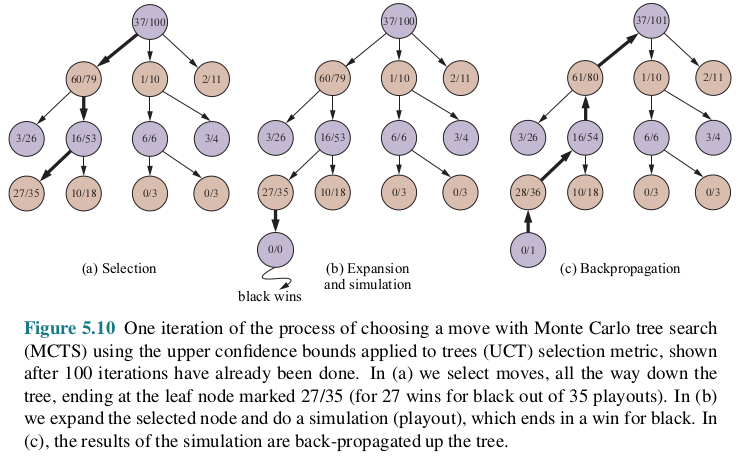 37/100
60/79 1/10 2/11
3/26 16/53 6/6 3/4
27/35 10/18 0/3 0/3
(a) Selection
37/100
60/79 1/10 2/11
3/26 16/53 6/6 3/4
27/35 10/18 0/3 0/3
0/0
black wins
(b) Expansion
and simulation
37/101
61/80 1/10 2/11
3/26 16/54 6/6 3/4
28/36 10/18 0/3 0/3
0/1
(c) Backpropagation
Figure 5.10 One iteration of the process of choosing a move with Monte Carlo tree search
(MCTS) using the upper confidence bounds applied to trees (UCT) selection metric, shown
after 100 iterations have already been done. In (a) we select moves, all the way down the
tree, ending at the leaf node marked 27/35 (for 27 wins for black out of 35 playouts). In (b)
we expand the selected node and do a simulation (playout), which ends in a win for black. In
(c), the results of the simulation are back-propagated up the tree.